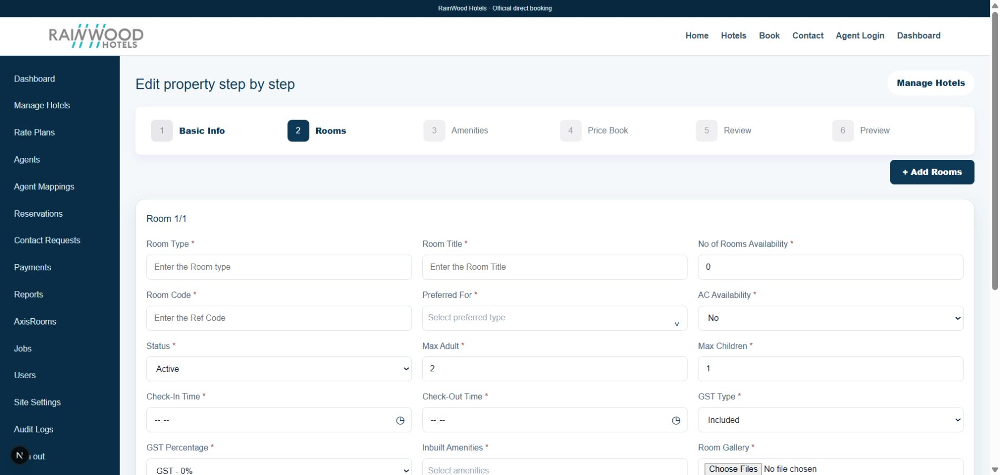 RainWood Hotels · Official direct booking
RAINWOOD
HOTELS
Home Hotels Book Contact Agent Login Dashboard
Dashboard
Manage Hotels
Rate Plans
Agents
Agent Mappings
Reservations
Contact Requests
Payments
Reports
AxisRooms
Jobs
Users
Site Settings
Audit Logs
N out
Edit property step by step
Manage Hotels
1 Basic Info 2 Rooms 3 Amenities 4 Price Book 5 Review 6 Preview
+ Add Rooms
Room 1/1
Room Type * Room Title * No of Rooms Availability *
Enter the Room type Enter the Room Title 0
Room Code * Preferred For * AC Availability *
Enter the Ref Code Select preferred type v No
Status * Max Adult * Max Children *
Active 2 1
Check-In Time * Check-Out Time * GST Type *
--:-- --:-- Included
GST Percentage * Inbuilt Amenities * Room Gallery *
GST - 0% Select amenities Choose Files No file chosen